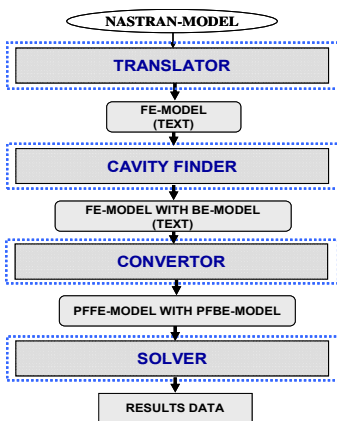 NASTRAN-MODEL
TRANSLATOR
FE-MODEL
(TEXT)
CAVITY FINDER
FE-MODEL WITH BE-MODEL
(TEXT)
CONVERTOR
PFFE-MODEL WITH PFBE-MODEL
SOLVER
RESULTS DATA